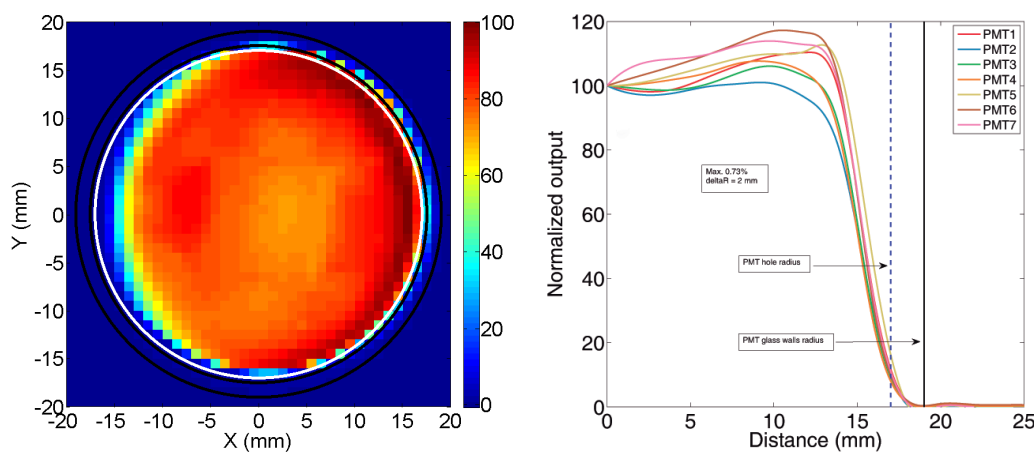 20
15
10
5
0
-5
-10
-15
-20
Y (mm)
-20 -15 -10 -5 0 5 10 15 20
X (mm)
100
80
60
40
20
0
120
100
80
60
40
20
0
Normalized output
0 5 10 15 20 25
Distance (mm)
PMT1
PMT2
PMT3
PMT4
PMT5
PMT6
PMT7
Max. 0.73%
deltaR = 2 mm
PMT hole radius
PMT glass walls radius